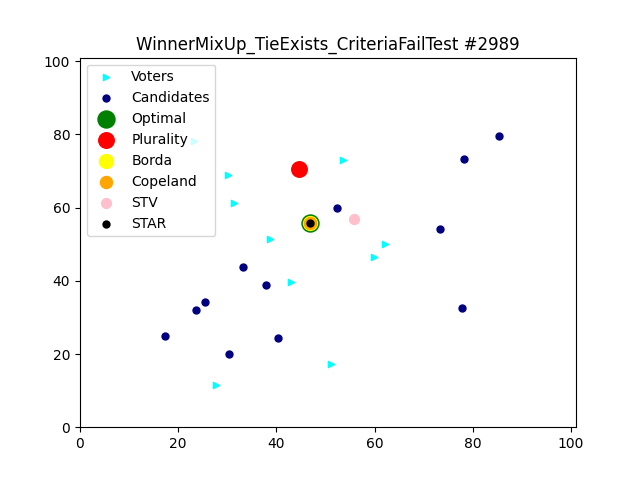 WinnerMixUp_TieExists_CriteriaFailTest #2989
100
80
60
40
20
0
Voters
Candidates
Optimal
Plurality
Borda
Copeland
STV
STAR
0 20 40 60 80 100